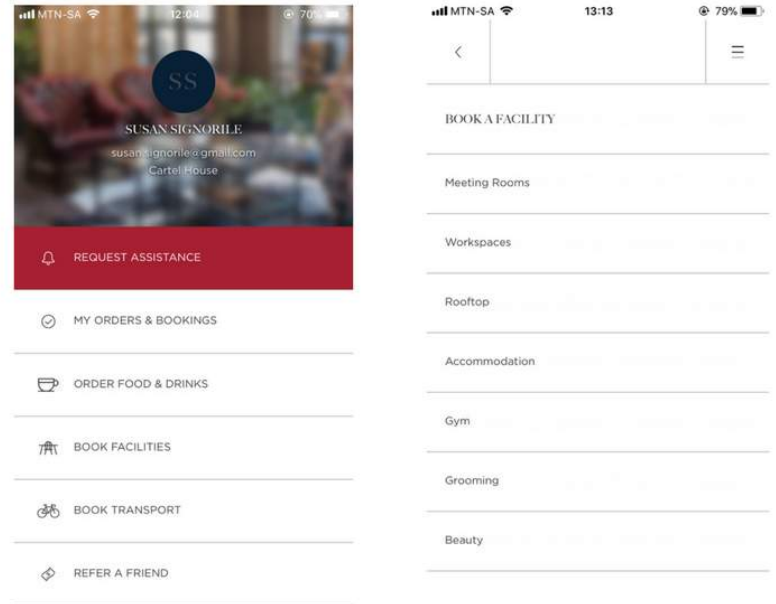 MTN-SA 12:04 70%
SS
SUSAN SIGNORILE
susan.signorile@gmail.com
Cartel House
REQUEST ASSISTANCE
MY ORDERS & BOOKINGS
ORDER FOOD & DRINKS
BOOK FACILITIES
BOOK TRANSPORT
REFER A FRIEND
MTN-SA 13:13 79%
BOOK A FACILITY
Meeting Rooms
Workspaces
Rooftop
Accommodation
Gym
Grooming
Beauty